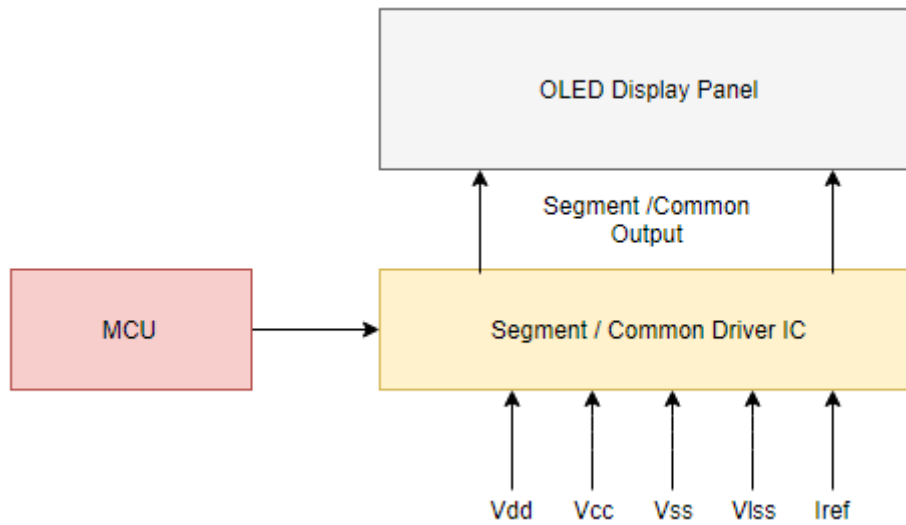 OLED Display Panel
Segment /Common
Output
MCU
Segment / Common Driver IC
Vdd Vcc Vss Vlss Iref